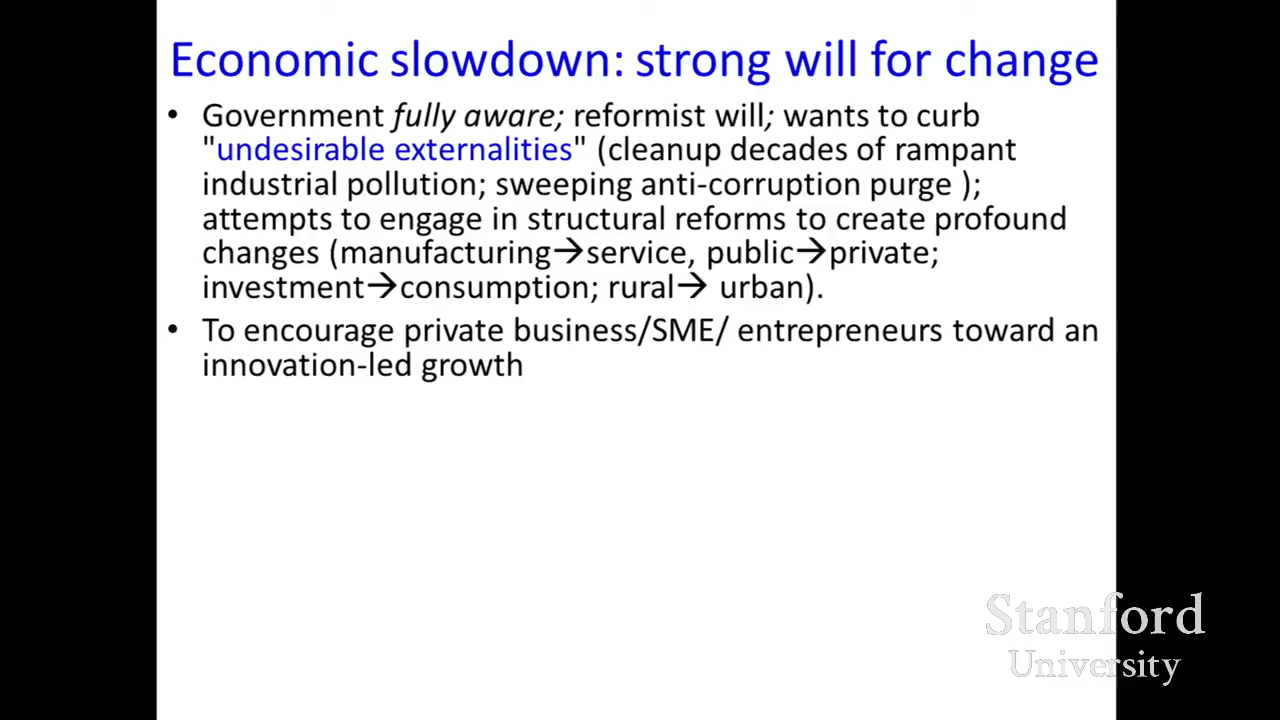 Economic slowdown: strong will for change
• Government fully aware; reformist will; wants to curb
"undesirable externalities" (cleanup decades of rampant
industrial pollution; sweeping anti-corruption purge );
attempts to engage in structural reforms to create profound
changes (manufacturing→service, public→private;
investment→consumption; rural→ urban).
• To encourage private business/SME/ entrepreneurs toward an
innovation-led growth
Stanford
University